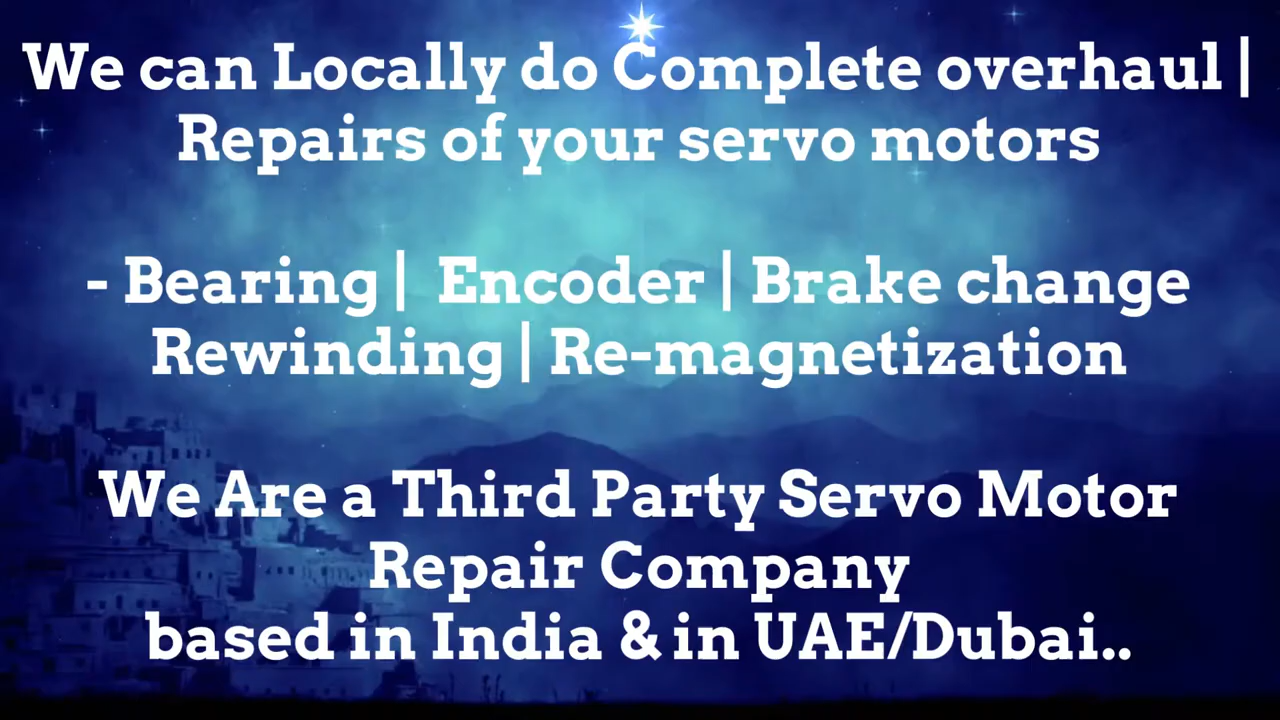 We can Locally do Complete overhaul |
Repairs of your servo motors
- Bearing | Encoder | Brake change
Rewinding | Re-magnetization
We Are a Third Party Servo Motor
Repair Company
based in India & in UAE/Dubai..